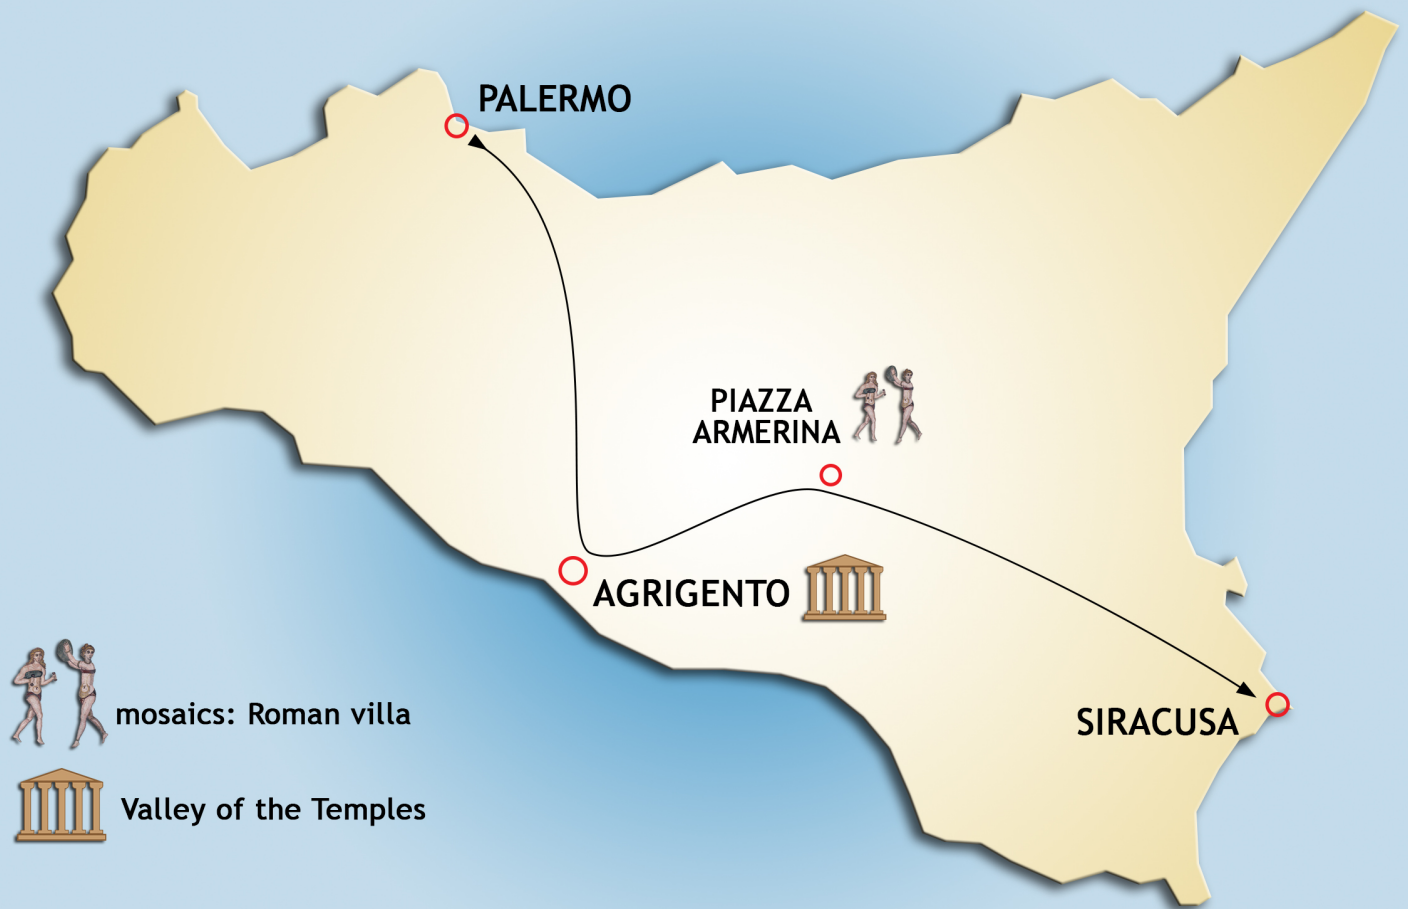 PALERMO
PIAZZA
ARMERINA
AGRIGENTO
SIRACUSA
mosaics: Roman villa
Valley of the Temples